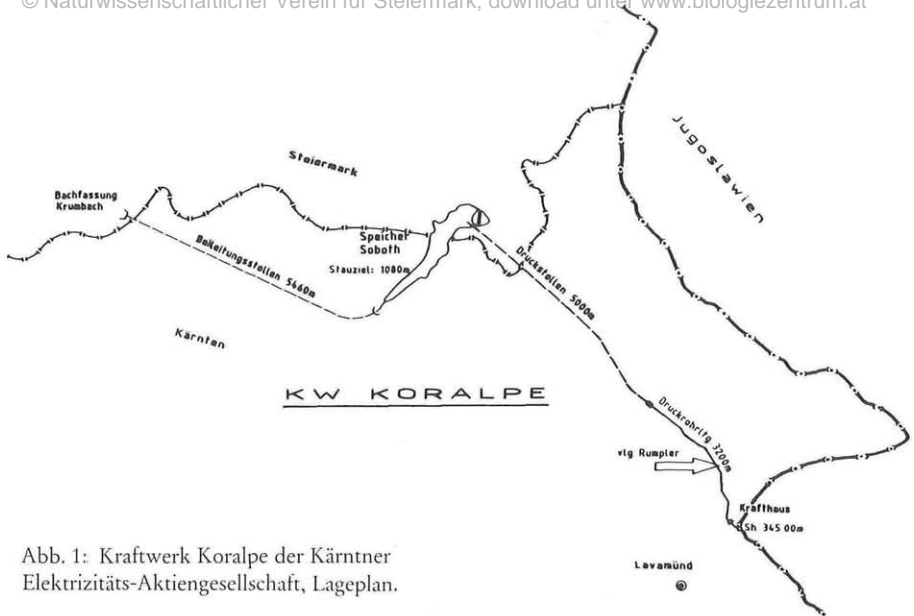 © Naturwissenschaftlicher Verein für Steiermark, download unter www.biologiezentrum.at
Jugoslawien
Steiermark
Bachfassung
Krumbach
Speicher
Soboth
Stauziel: 1080m
Beileitungsstollen 5460m
Druckstollen 5000m
Kärnten
KW KORALPE
Druckrohrltg 3200m
vlg Rumpler
Krafthaus
Sh 345 00m
Lavamünd
Abb. 1: Kraftwerk Koralpe der Kärntner
Elektrizitäts-Aktiengesellschaft, Lageplan.